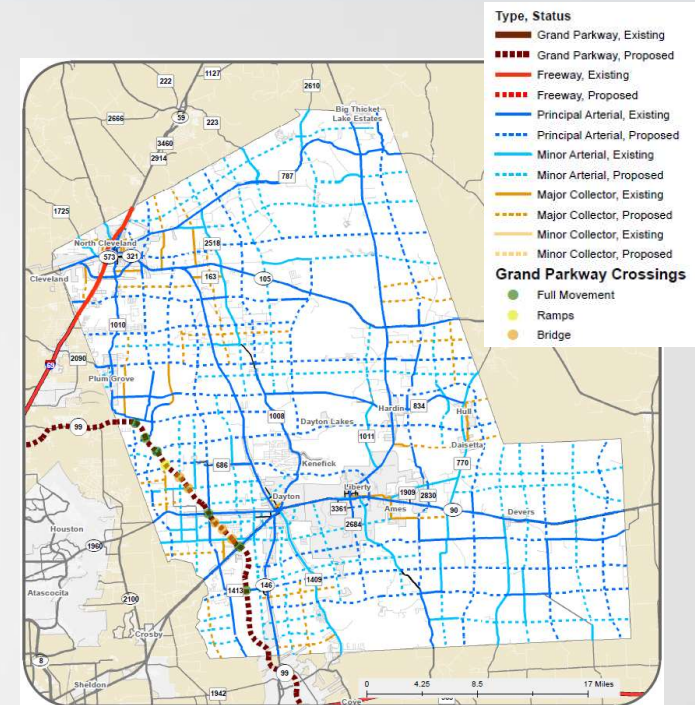 Type, Status
Grand Parkway, Existing
Grand Parkway, Proposed
Freeway, Existing
Freeway, Proposed
Principal Arterial, Existing
Principal Arterial, Proposed
Minor Arterial, Existing
Minor Arterial, Proposed
Major Collector, Existing
Major Collector, Proposed
Minor Collector, Existing
Minor Collector, Proposed
Grand Parkway Crossings
Full Movement
Ramps
Bridge
1127
222
2610
2666
59
223
Big Thicket
Lake Estates
3460
2914
787
1725
North Cleveland
2518
573
321
Cleveland
163
105
1010
69
2090
Plum Grove
Hardin
834
Hull
99
1008
Dayton Lakes
1011
Daisetta
Kenefick
686
770
Liberty
Dayton
1909
2830
3361
Ames
90
Devers
Houston
2684
1960
1409
146
1413
Atascocita
2100
Crosby
8
99
Sheldon
1942
Cove
0
4.25
8.5
17 Miles